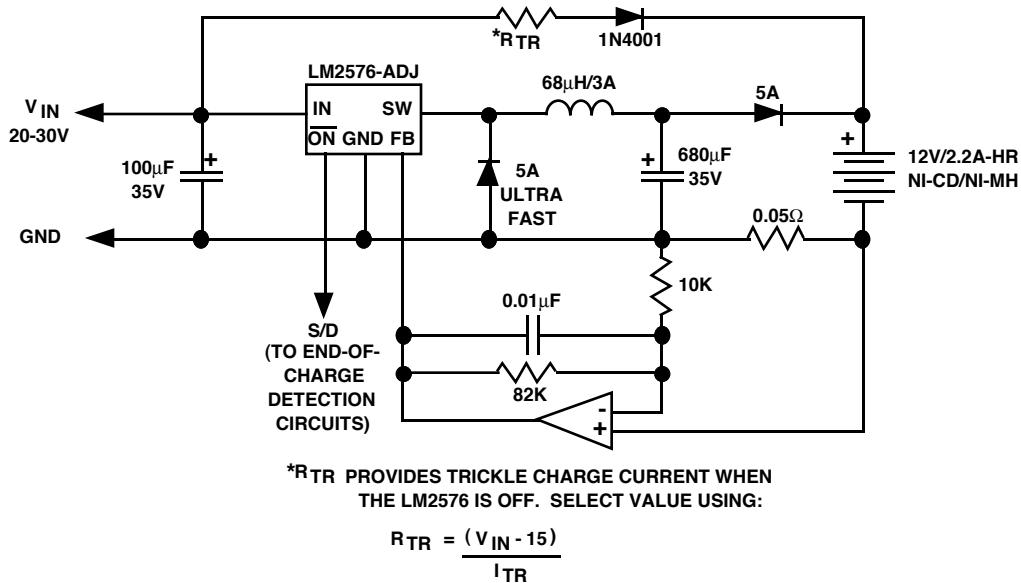 *RTR
1N4001
LM2576-ADJ
68μH/3A
5A
VIN
20-30V
IN
SW
ON GND FB
+
100μF
35V
5A
ULTRA
FAST
+
680μF
35V
+
12V/2.2A-HR
NI-CD/NI-MH
GND
0.05Ω
10K
S/D
(TO END-OF-
CHARGE
DETECTION
CIRCUITS)
0.01μF
82K
-
+
*RTR PROVIDES TRICKLE CHARGE CURRENT WHEN
THE LM2576 IS OFF. SELECT VALUE USING:
RTR = (VIN - 15)
ITR